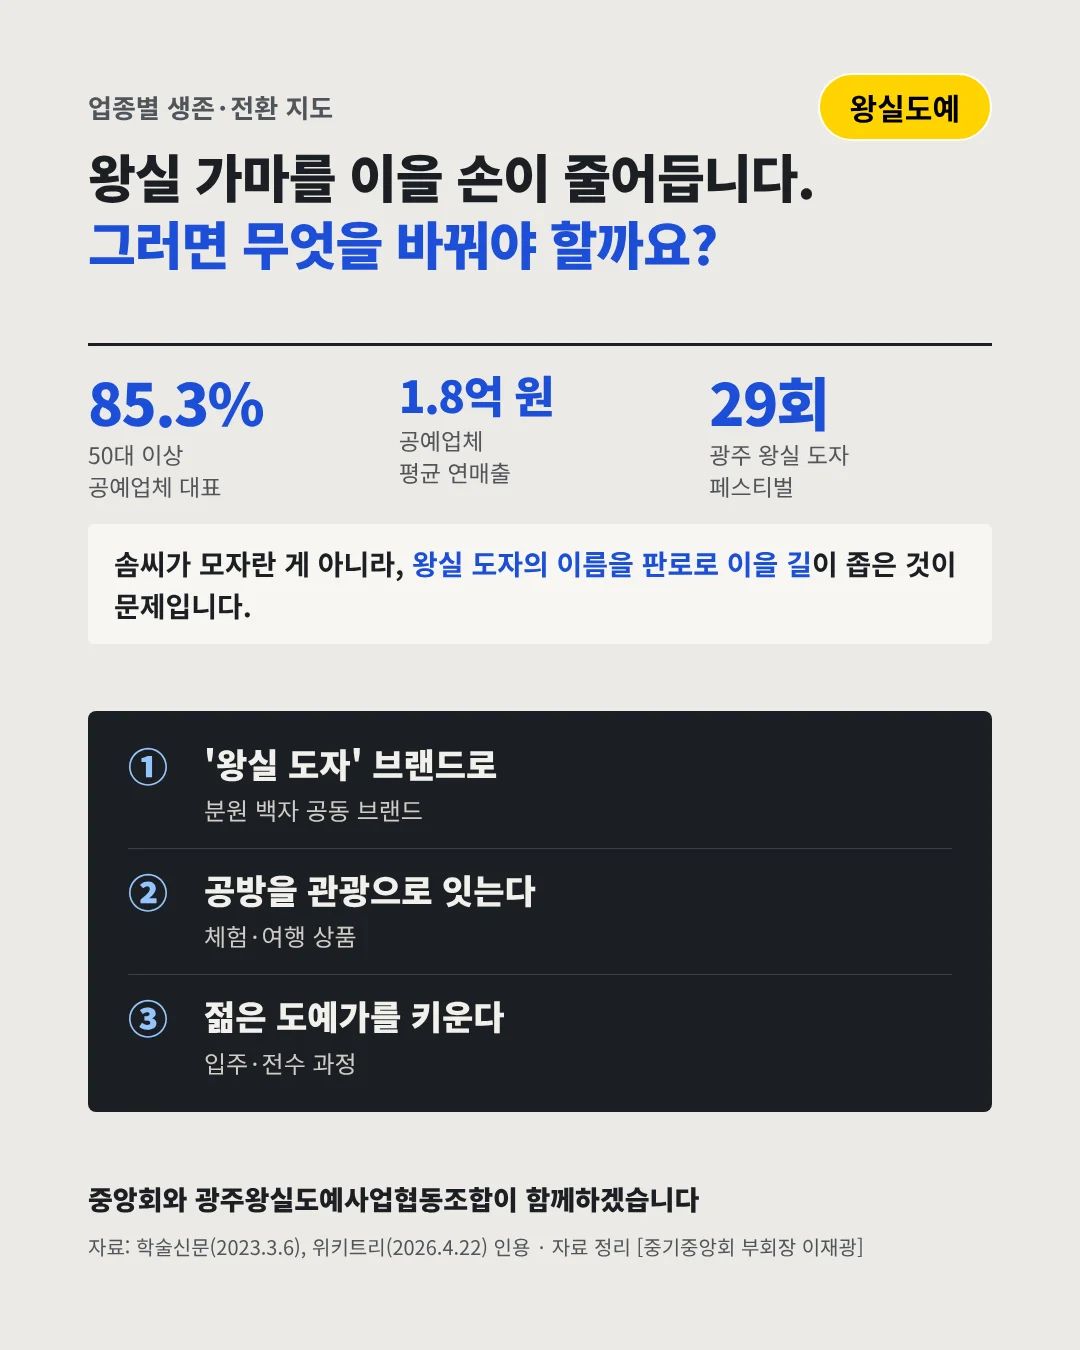 업종별 생존·전환 지도
왕실도예
왕실 가마를 이을 손이 줄어듭니다.
그러면 무엇을 바꿔야 할까요?
85.3%
50대 이상
공예업체 대표
1.8억 원
공예업체
평균 연매출
29회
광주 왕실 도자
페스티벌
솜씨가 모자란 게 아니라, 왕실 도자의 이름을 판로로 이을 길이 좁은 것이
문제입니다.
① '왕실 도자' 브랜드로
분원 백자 공동 브랜드
② 공방을 관광으로 잇는다
체험·여행 상품
③ 젊은 도예가를 키운다
입주·전수 과정
중앙회와 광주왕실도예사업협동조합이 함께하겠습니다
자료: 학술신문(2023.3.6), 위키트리(2026.4.22) 인용 · 자료 정리 [중기중앙회 부회장 이재광]